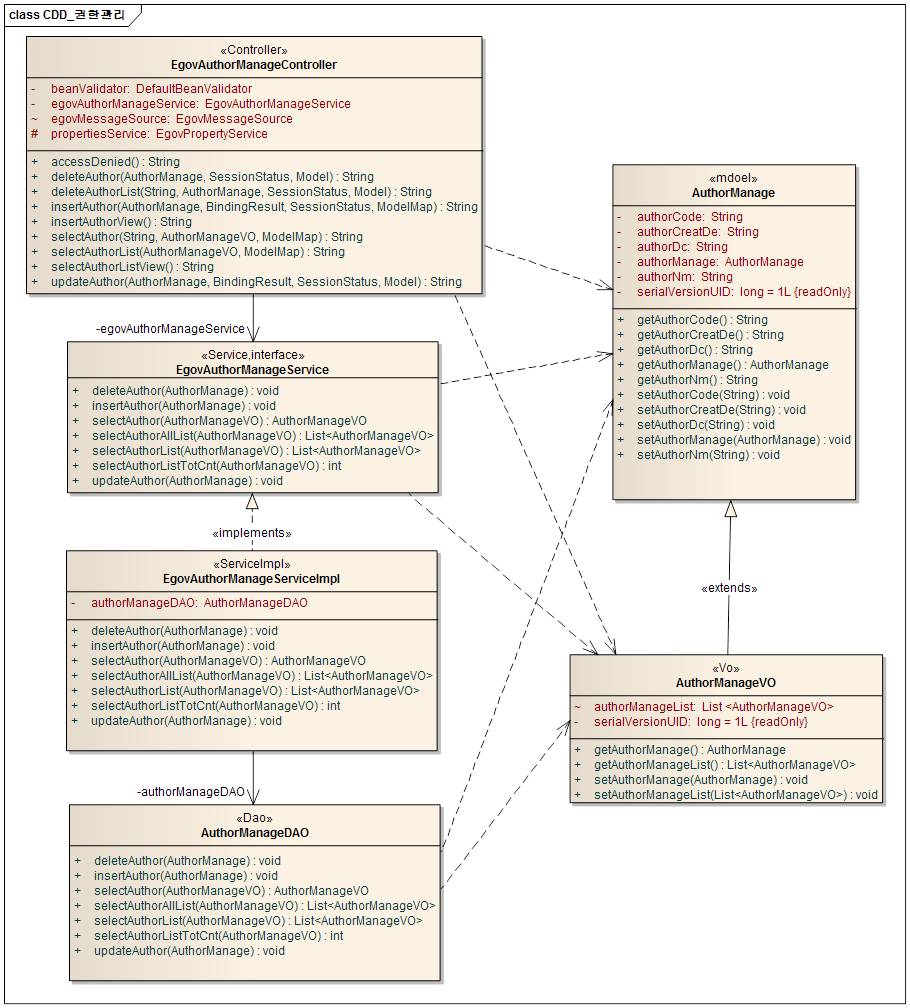 class CDD_권한관리
«Controller»
EgovAuthorManageController
- beanValidator: DefaultBeanValidator
- egovAuthorManageService: EgovAuthorManageService
~ egovMessageSource: EgovMessageSource
# propertiesService: EgovPropertyService
+ accessDenied() : String
+ deleteAuthor(AuthorManage, SessionStatus, Model) : String
+ deleteAuthorList(String, AuthorManage, SessionStatus, Model) : String
+ insertAuthor(AuthorManage, BindingResult, SessionStatus, ModelMap) : String
+ insertAuthorView() : String
+ selectAuthor(String, AuthorManageVO, ModelMap) : String
+ selectAuthorList(AuthorManageVO, ModelMap) : String
+ selectAuthorListView() : String
+ updateAuthor(AuthorManage, BindingResult, SessionStatus, Model) : String
-egovAuthorManageService
«Service,interface»
EgovAuthorManageService
+ deleteAuthor(AuthorManage) : void
+ insertAuthor(AuthorManage) : void
+ selectAuthor(AuthorManageVO) : AuthorManageVO
+ selectAuthorAllList(AuthorManageVO) : List<AuthorManageVO>
+ selectAuthorList(AuthorManageVO) : List<AuthorManageVO>
+ selectAuthorListTotCnt(AuthorManageVO) : int
+ updateAuthor(AuthorManage) : void
«implements»
«ServiceImpl»
EgovAuthorManageServiceImpl
- authorManageDAO: AuthorManageDAO
+ deleteAuthor(AuthorManage) : void
+ insertAuthor(AuthorManage) : void
+ selectAuthor(AuthorManageVO) : AuthorManageVO
+ selectAuthorAllList(AuthorManageVO) : List<AuthorManageVO>
+ selectAuthorList(AuthorManageVO) : List<AuthorManageVO>
+ selectAuthorListTotCnt(AuthorManageVO) : int
+ updateAuthor(AuthorManage) : void
-authorManageDAO
«Dao»
AuthorManageDAO
+ deleteAuthor(AuthorManage) : void
+ insertAuthor(AuthorManage) : void
+ selectAuthor(AuthorManageVO) : AuthorManageVO
+ selectAuthorAllList(AuthorManageVO) : List<AuthorManageVO>
+ selectAuthorList(AuthorManageVO) : List<AuthorManageVO>
+ selectAuthorListTotCnt(AuthorManageVO) : int
+ updateAuthor(AuthorManage) : void
«mdoel»
AuthorManage
- authorCode: String
- authorCreatDe: String
- authorDc: String
- authorManage: AuthorManage
- authorNm: String
- serialVersionUID: long = 1L {readOnly}
+ getAuthorCode() : String
+ getAuthorCreatDe() : String
+ getAuthorDc() : String
+ getAuthorManage() : AuthorManage
+ getAuthorNm() : String
+ setAuthorCode(String) : void
+ setAuthorCreatDe(String) : void
+ setAuthorDc(String) : void
+ setAuthorManage(AuthorManage) : void
+ setAuthorNm(String) : void
«extends»
«Vo»
AuthorManageVO
~ authorManageList: List <AuthorManageVO>
- serialVersionUID: long = 1L {readOnly}
+ getAuthorManage() : AuthorManage
+ getAuthorManageList() : List<AuthorManageVO>
+ setAuthorManage(AuthorManage) : void
+ setAuthorManageList(List<AuthorManageVO>) : void